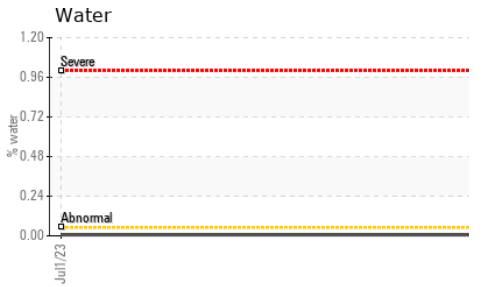 Water
1.20
Severe
0.96
0.72
% water
0.48
0.24
Abnormal
0.00
Jul1/23